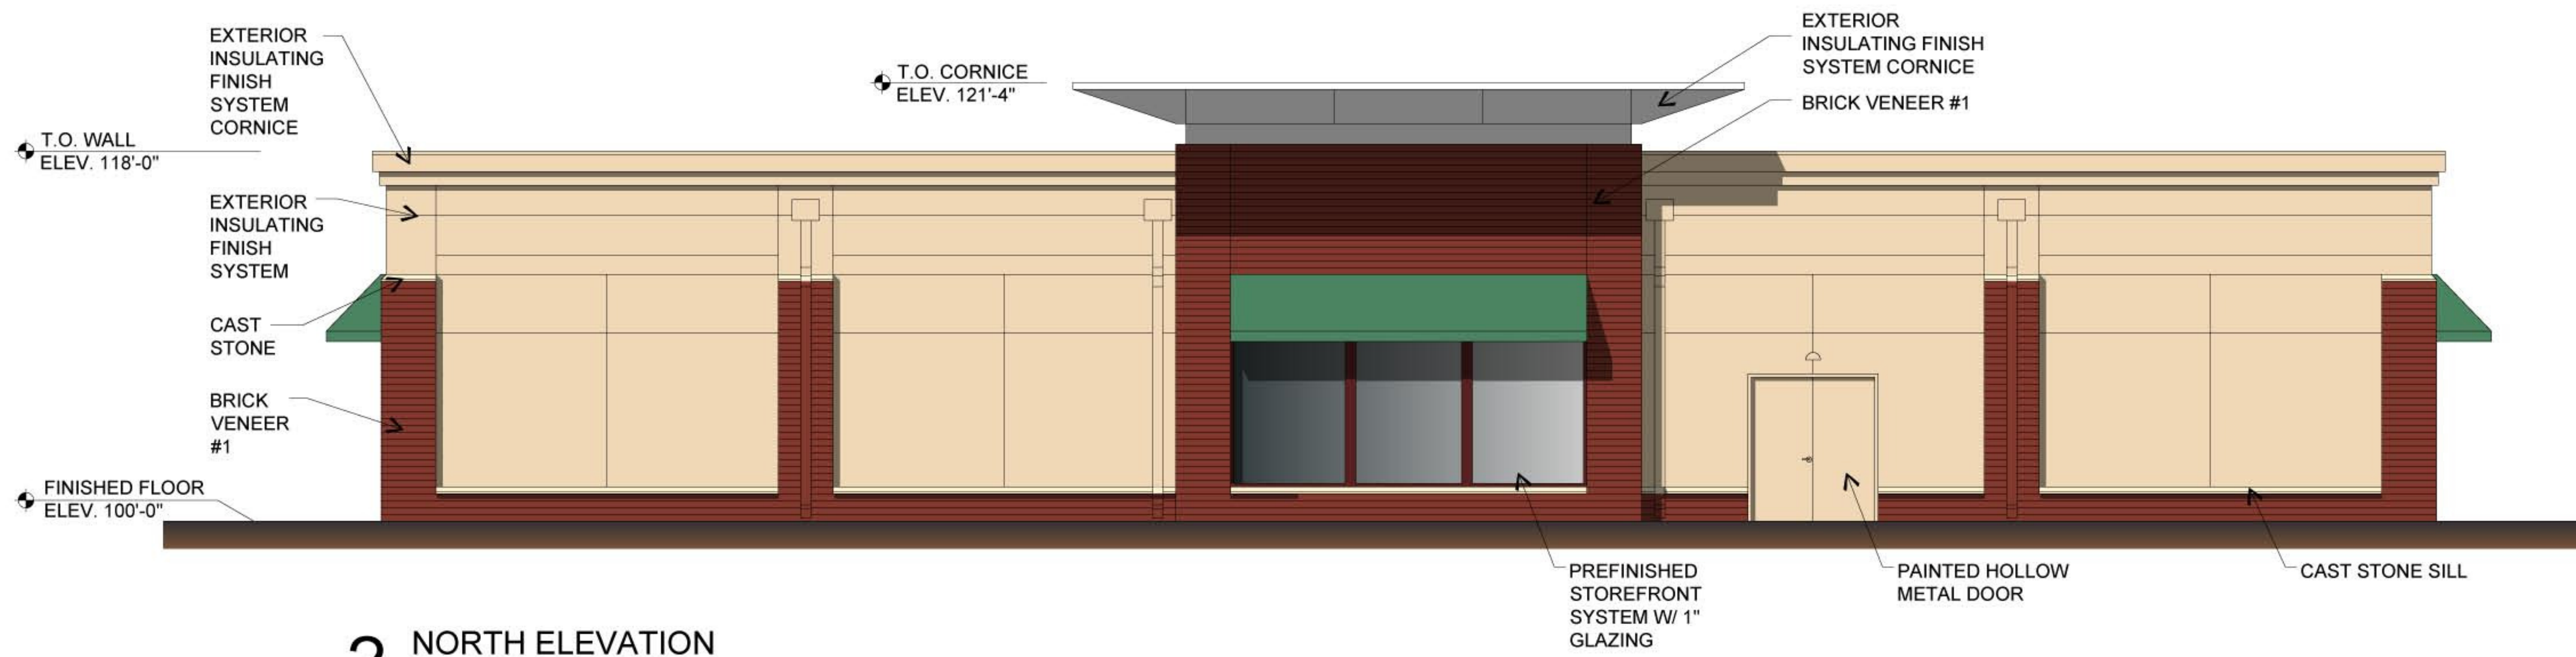 EXTERIOR
INSULATING
FINISH
SYSTEM
CORNICE
T.O. WALL
ELEV. 118'-0"
EXTERIOR
INSULATING
FINISH
SYSTEM
CAST
STONE
BRICK
VENEER
#1
FINISHED FLOOR
ELEV. 100'-0"
T.O. CORNICE
ELEV. 121'-4"
EXTERIOR
INSULATING FINISH
SYSTEM CORNICE
BRICK VENEER #1
PREFINISHED
STOREFRONT
SYSTEM W/ 1"
GLAZING
PAINTED HOLLOW
METAL DOOR
CAST STONE SILL
NORTH ELEVATION